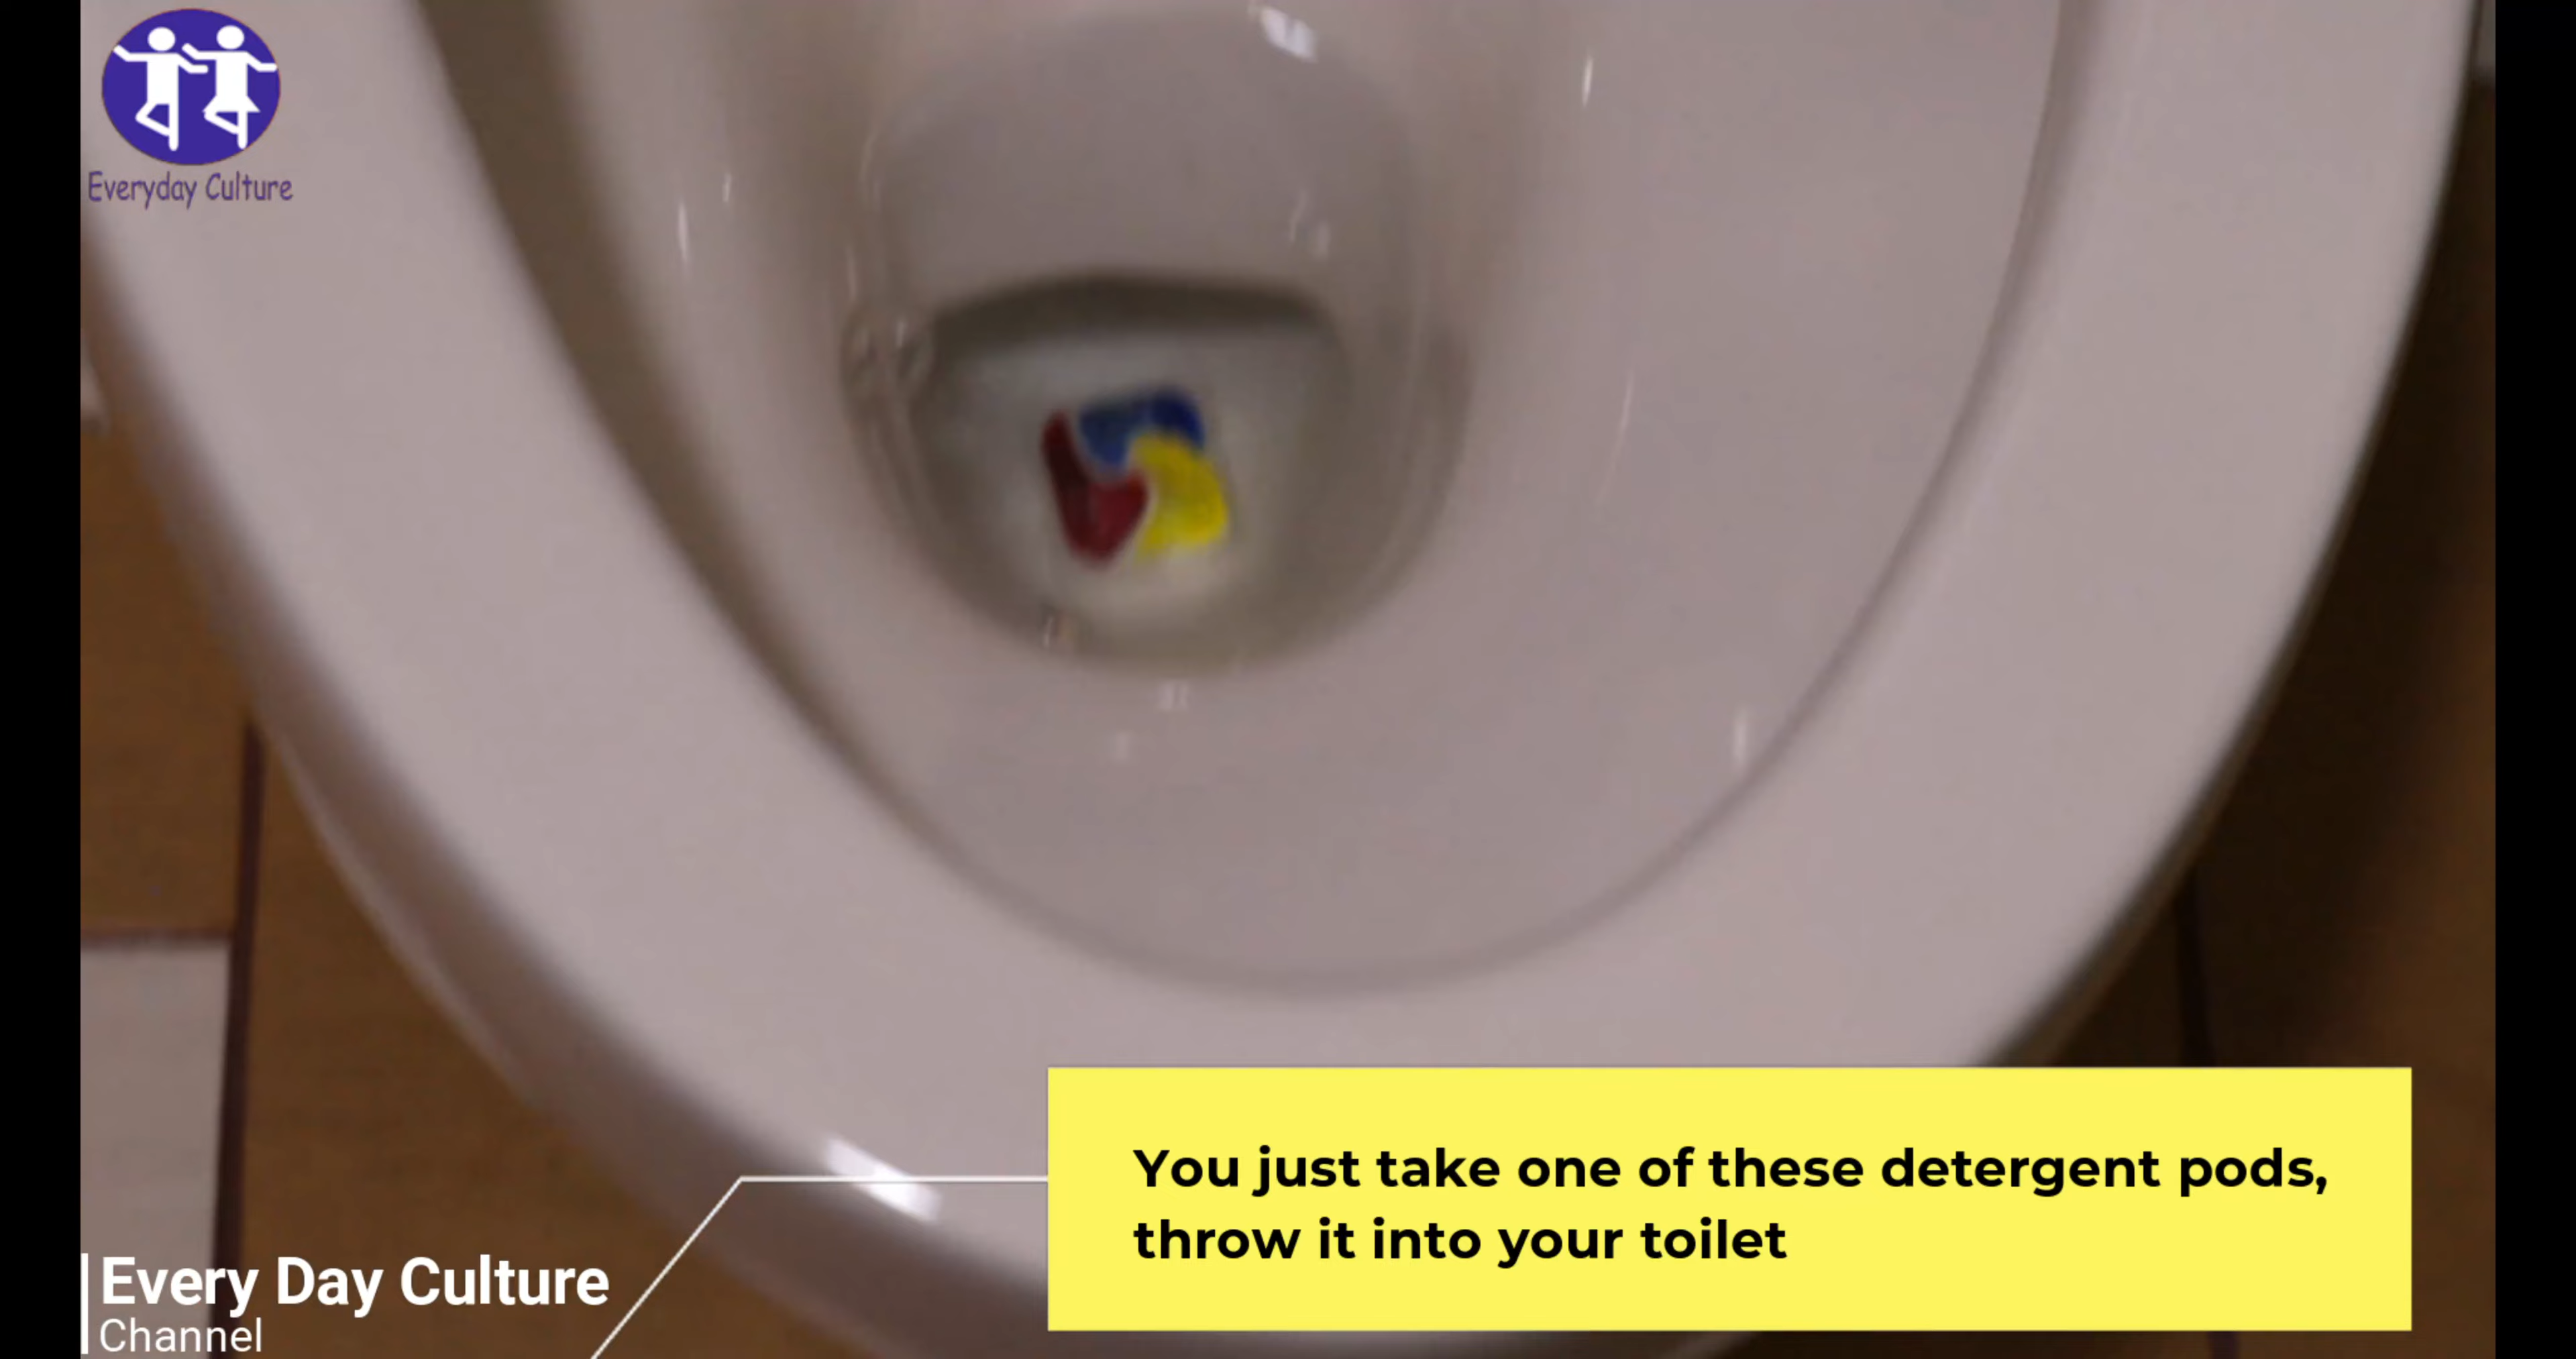 Everyday Culture
You just take one of these detergent pods,
throw it into your toilet
Every Day Culture
Channel